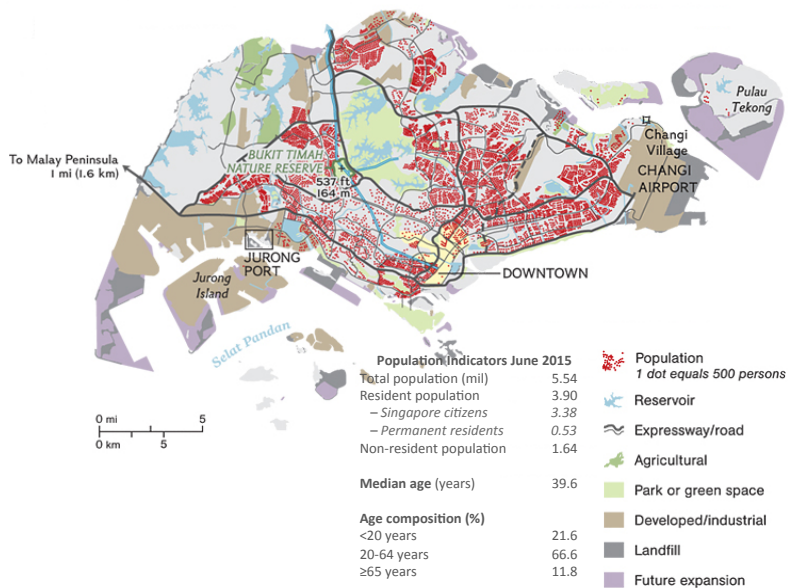 Pulau
Tekong
Changi
Village
CHANGI
AIRPORT
To Malay Peninsula
1 mi (1.6 km)
BUKIT TIMAH
NATURE RESERVE
537 ft
164 m
JURONG
PORT
Jurong
Island
DOWNTOWN
Selat Pandan
0 mi 5
0 km 5
Population Indicators June 2015
Total population (mil) 5.54
Resident population 3.90
– Singapore citizens 3.38
– Permanent residents 0.53
Non-resident population 1.64
Median age (years) 39.6
Age composition (%)
<20 years 21.6
20-64 years 66.6
≥65 years 11.8
Population
1 dot equals 500 persons
Reservoir
Expressway/road
Agricultural
Park or green space
Developed/industrial
Landfill
Future expansion